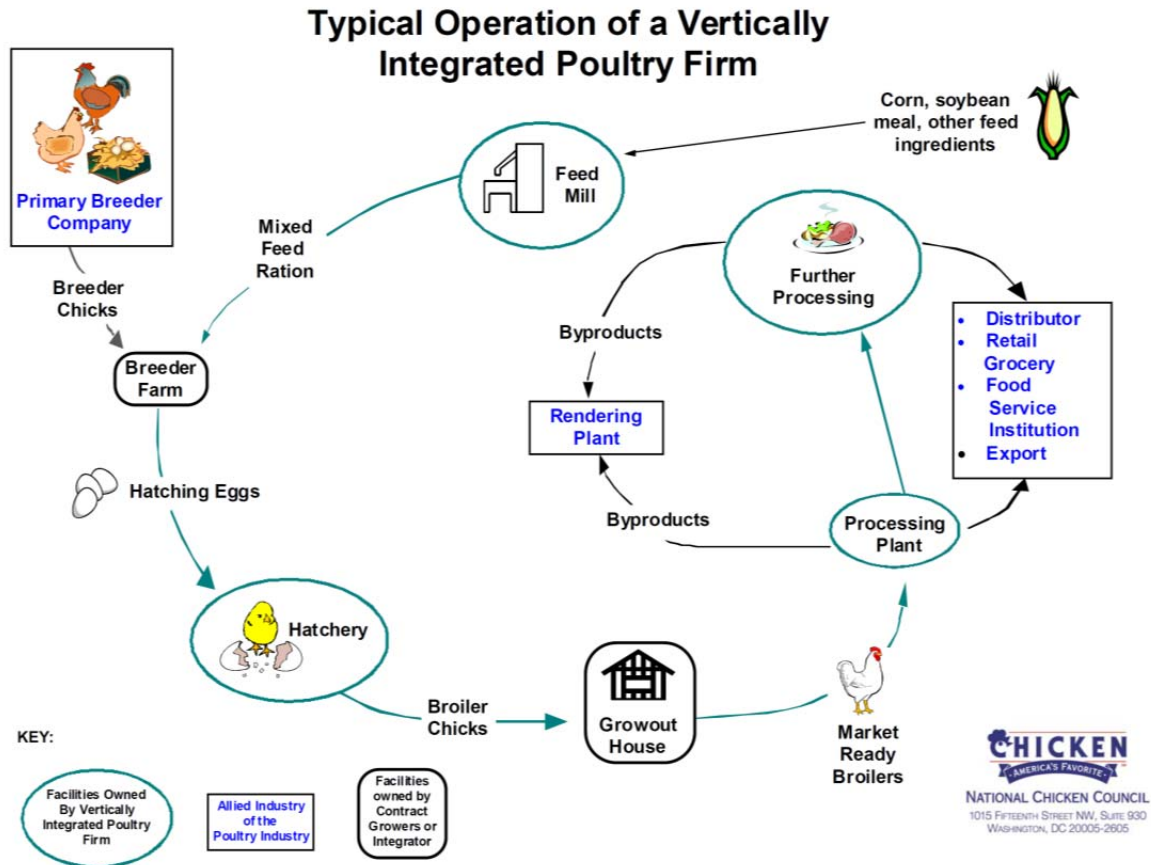 Typical Operation of a Vertically
Integrated Poultry Firm
Primary Breeder
Company
Corn, soybean
meal, other feed
ingredients
Feed
Mill
Mixed
Feed
Ration
Breeder
Chicks
Breeder
Farm
Hatching Eggs
Hatchery
Broiler
Chicks
Growout
House
Market
Ready
Broilers
Processing
Plant
Further
Processing
Byproducts
Rendering
Plant
Byproducts
• Distributor
• Retail
Grocery
• Food
Service
Institution
• Export
KEY:
Facilities Owned
By Vertically
Integrated Poultry
Firm
Allied Industry
of the
Poultry Industry
Facilities
owned by
Contract
Growers or
Integrator
CHICKEN
AMERICA'S FAVORITE
NATIONAL CHICKEN COUNCIL
1015 FIFTEENTH STREET NW, SUITE 930
WASHINGTON, DC 20005-2605